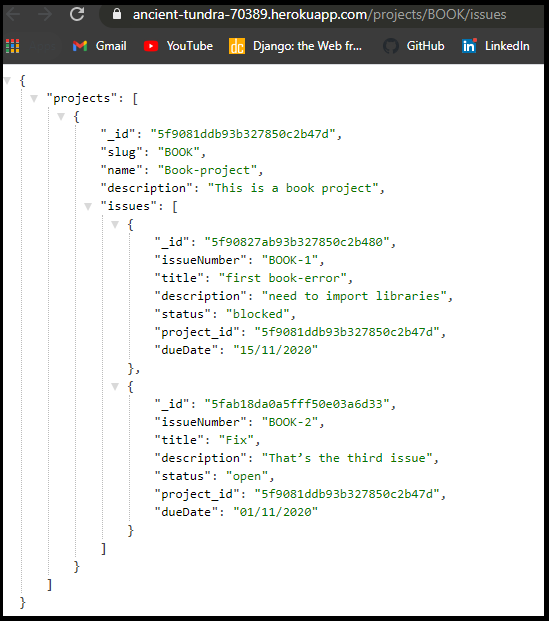 ancient-tundra-70389.herokuapp.com/projects/BOOK/issues
Gmail YouTube dc Django: the Web fr... GitHub in LinkedIn
{
"projects": [
{
"_id": "5f9081ddb93b327850c2b47d",
"slug": "BOOK",
"name": "Book-project",
"description": "This is a book project",
"issues": [
{
"_id": "5f90827ab93b327850c2b480",
"issueNumber": "BOOK-1",
"title": "first book-error",
"description": "need to import libraries",
"status": "blocked",
"project_id": "5f9081ddb93b327850c2b47d",
"dueDate": "15/11/2020"
},
{
"_id": "5fab18da0a5fff50e03a6d33",
"issueNumber": "BOOK-2",
"title": "Fix",
"description": "That’s the third issue",
"status": "open",
"project_id": "5f9081ddb93b327850c2b47d",
"dueDate": "01/11/2020"
}
]
}
]
}